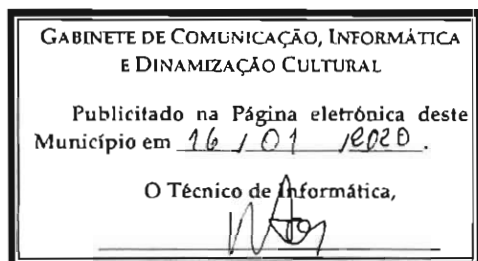 GABINETE DE COMUNICAÇÃO, INFORMÁTICA
E DINAMIZAÇÃO CULTURAL
Publicitado na Página eletrónica deste
Município em 16 / 01 / 2020.
O Técnico de Informática,